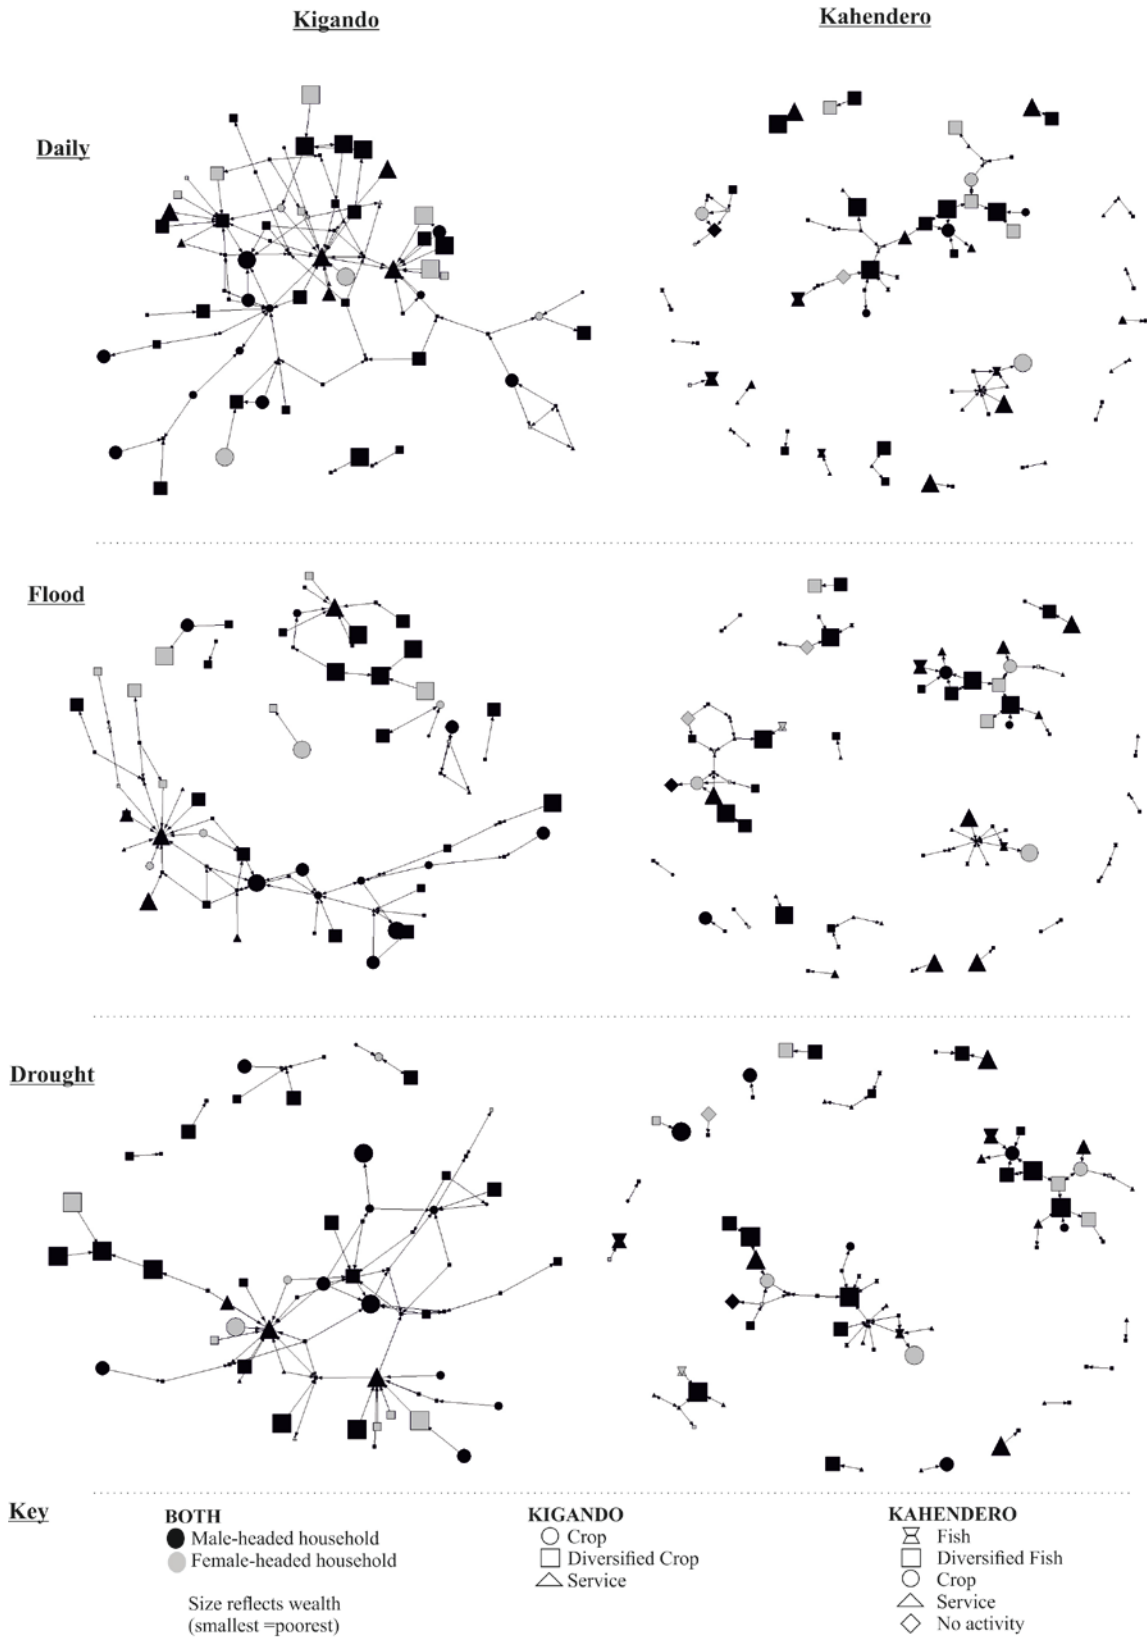 Kigando
Kahendero
Daily
Flood
Drought
Key
BOTH
Male-headed household
Female-headed household
Size reflects wealth
(smallest =poorest)
KIGANDO
Crop
Diversified Crop
Service
KAHENDERO
Fish
Diversified Fish
Crop
Service
No activity